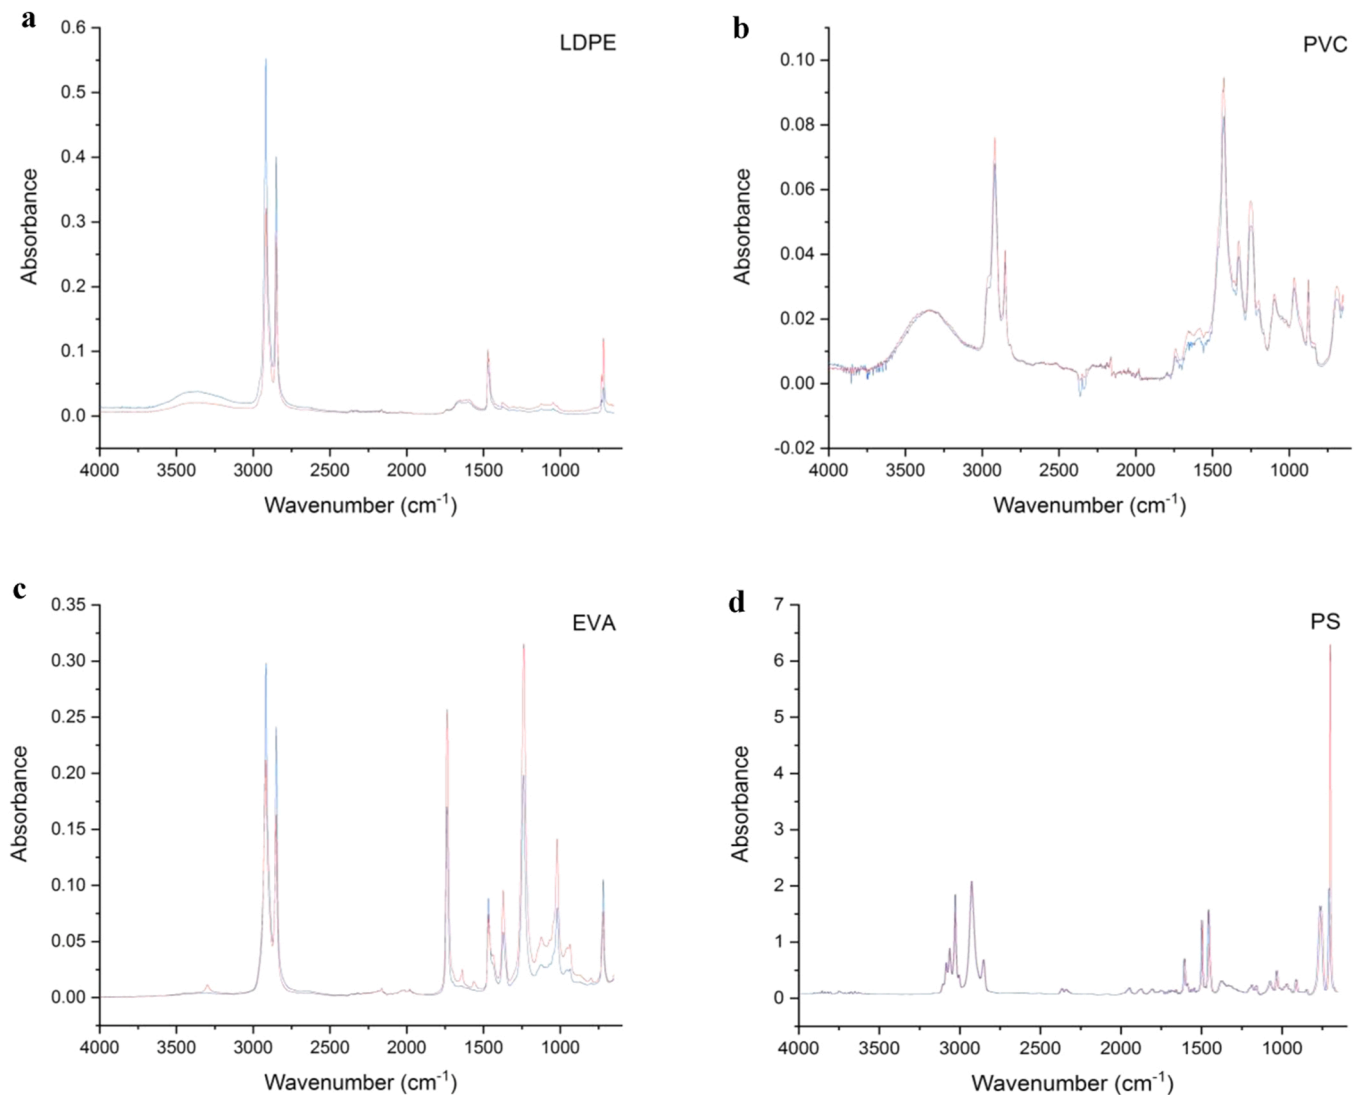 a
LDPE
0.6
0.5
0.4
0.3
0.2
0.1
0.0
Absorbance
4000 3500 3000 2500 2000 1500 1000
Wavenumber (cm⁻¹)
b
PVC
0.10
0.08
0.06
0.04
0.02
0.00
-0.02
Absorbance
4000 3500 3000 2500 2000 1500 1000
Wavenumber (cm⁻¹)
c
EVA
0.35
0.30
0.25
0.20
0.15
0.10
0.05
0.00
Absorbance
4000 3500 3000 2500 2000 1500 1000
Wavenumber (cm⁻¹)
d
PS
7
6
5
4
3
2
1
0
Absorbance
4000 3500 3000 2500 2000 1500 1000
Wavenumber (cm⁻¹)